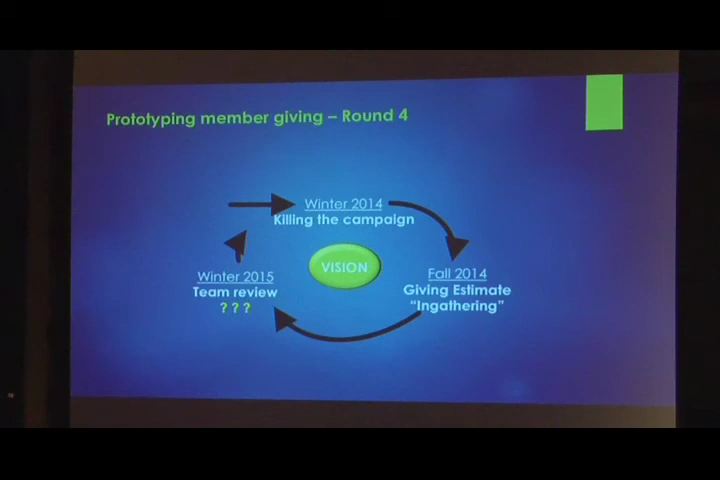 Prototyping member giving – Round 4
Winter 2014
Killing the campaign
VISION
Fall 2014
Giving Estimate
“Ingathering”
Winter 2015
Team review
? ? ?